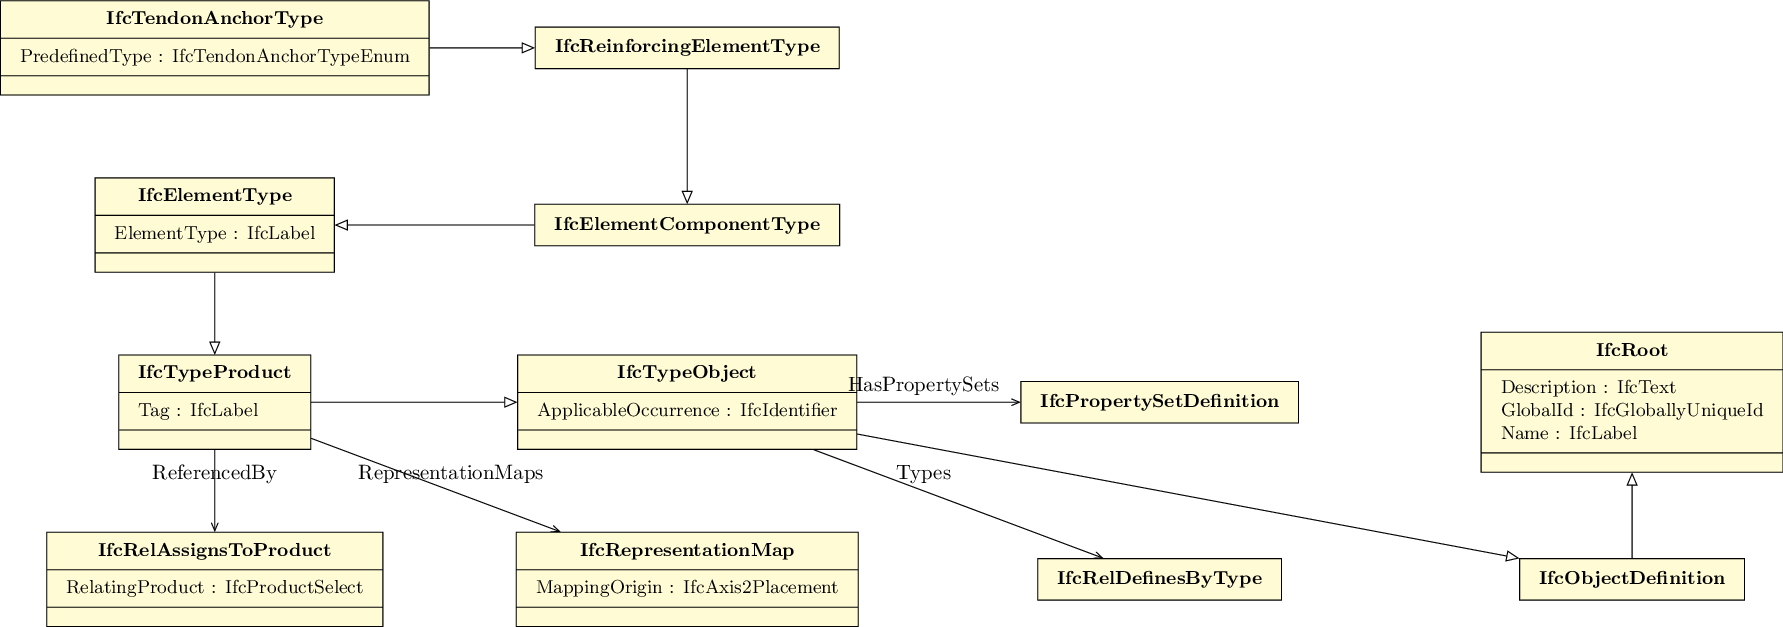 IfcTendonAnchorType
PredefinedType : IfcTendonAnchorTypeEnum
IfcReinforcingElementType
IfcElementType
ElementType : IfcLabel
IfcElementComponentType
IfcTypeProduct
Tag : IfcLabel
IfcTypeObject
ApplicableOccurrence : IfcIdentifier
HasPropertySets
IfcPropertySetDefinition
IfcRoot
Description : IfcText
GlobalId : IfcGloballyUniqueId
Name : IfcLabel
ReferencedBy
RepresentationMaps
Types
IfcRelAssignsToProduct
RelatingProduct : IfcProductSelect
IfcRepresentationMap
MappingOrigin : IfcAxis2Placement
IfcRelDefinesByType
IfcObjectDefinition